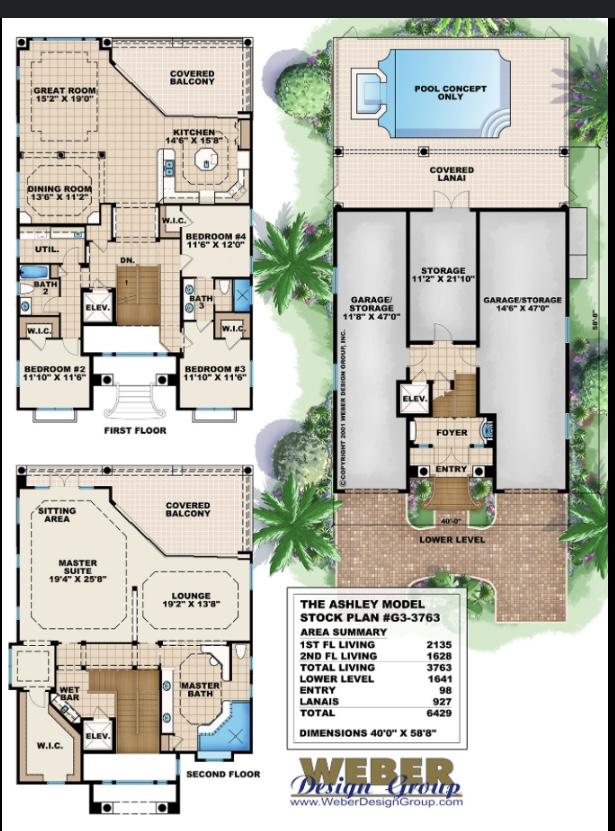 GREAT ROOM
15'2" X 19'0"
COVERED
BALCONY
KITCHEN
14'6" X 15'8"
DINING ROOM
13'6" X 11'2"
W.I.C.
BEDROOM #4
11'6" X 12'0"
UTIL.
DN.
BATH
2
ELEV.
BATH
3
W.I.C.
W.I.C.
BEDROOM #2
11'10" X 11'6"
BEDROOM #3
11'10" X 11'6"
FIRST FLOOR
POOL CONCEPT
ONLY
COVERED
LANAI
STORAGE
11'2" X 21'10"
GARAGE/
STORAGE
11'8" X 47'0"
GARAGE/STORAGE
14'6" X 47'0"
58'-8"
©COPYRIGHT 2001 WEBER DESIGN GROUP, INC.
ELEV.
FOYER
ENTRY
40'-0"
LOWER LEVEL
SITTING
AREA
COVERED
BALCONY
MASTER
SUITE
19'4" X 25'8"
LOUNGE
19'2" X 13'8"
WET
BAR
MASTER
BATH
W.I.C.
ELEV.
SECOND FLOOR
THE ASHLEY MODEL
STOCK PLAN #G3-3763
AREA SUMMARY
1ST FL LIVING 2135
2ND FL LIVING 1628
TOTAL LIVING 3763
LOWER LEVEL 1641
ENTRY 98
LANAIS 927
TOTAL 6429
DIMENSIONS 40'0" X 58'8"
WEBER
Design Group
www.WeberDesignGroup.com